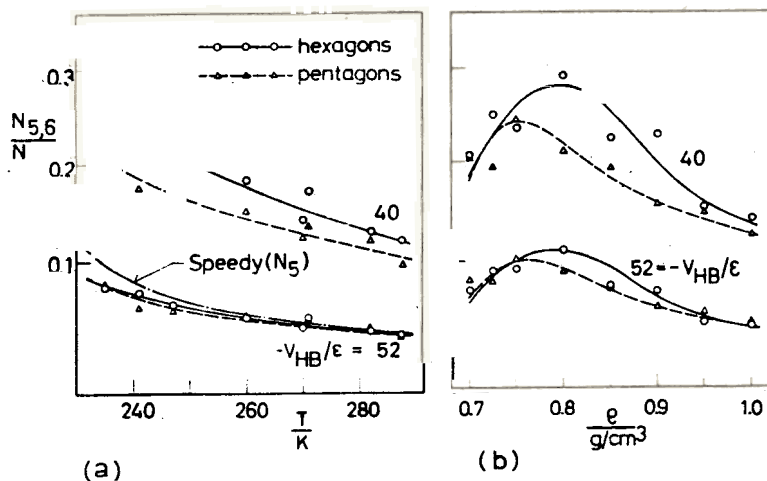 T/K
hexagons
pentagons
0.3
N5,6
N
0.2
0.1
40
Speedy(N5)
-VHB/ε = 52
240
260
280
T
K
(a)
40
52=-VHB/ε
0.7
0.8
0.9
1.0
ρ
g/cm³
(b)